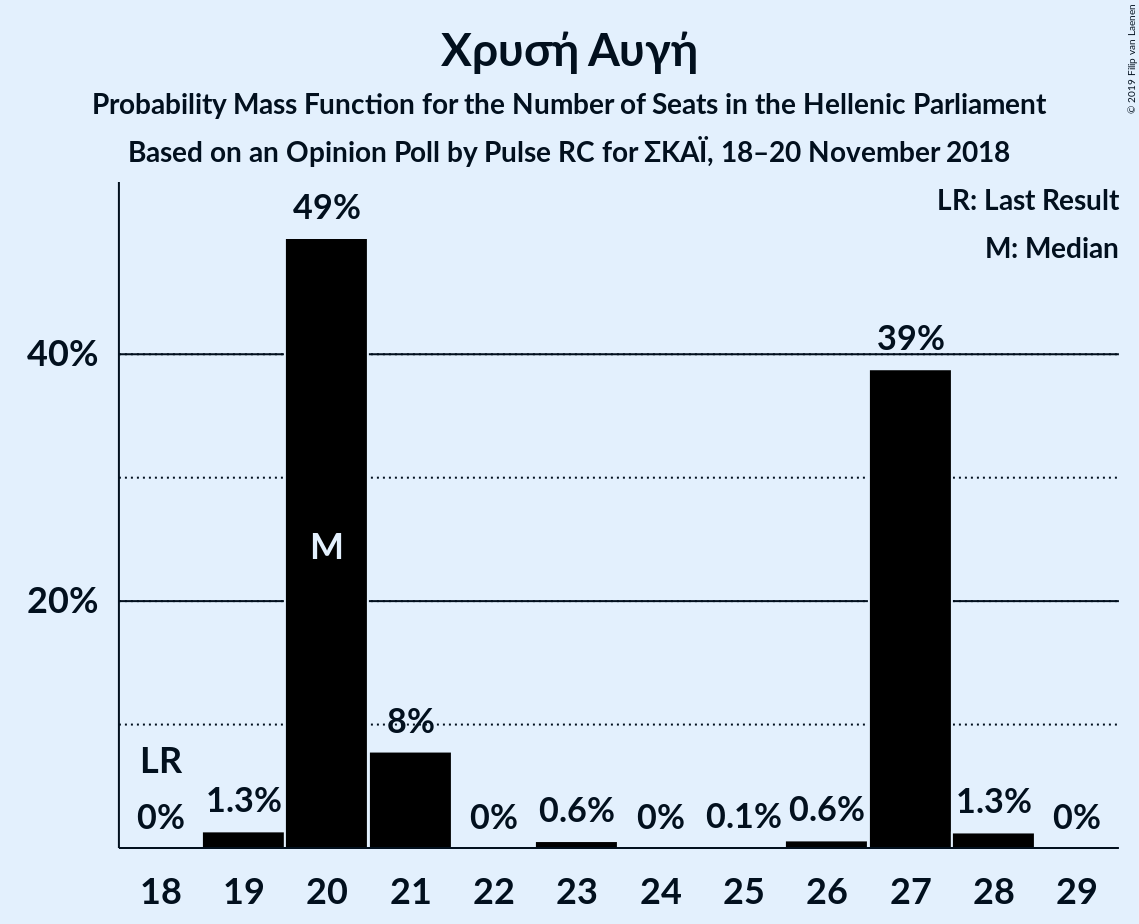 Χρυσή Αυγή
Probability Mass Function for the Number of Seats in the Hellenic Parliament
Based on an Opinion Poll by Pulse RC for ΣΚΑΪ, 18–20 November 2018
© 2019 Filip van Laenen
LR: Last Result
M: Median
49%
39%
40%
M
20%
8%
LR
0% 1.3% 0% 0.6% 0% 0.1% 0.6% 1.3% 0%
18 19 20 21 22 23 24 25 26 27 28 29